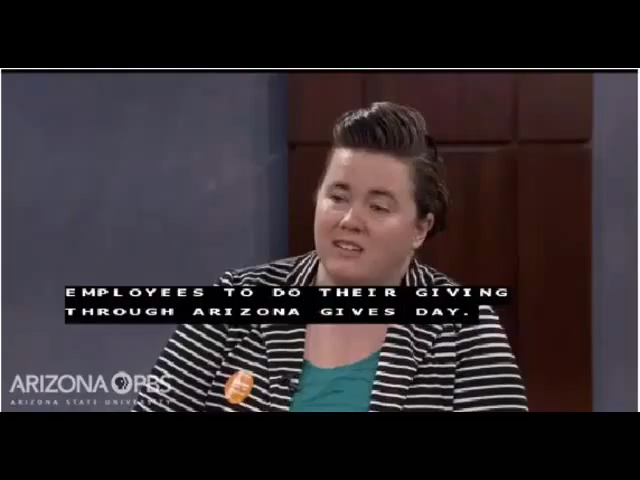 EMPLOYEES TO DO THEIR GIVING
THROUGH ARIZONA GIVES DAY.
ARIZONA PBS
ARIZONA STATE UNIVERSITY